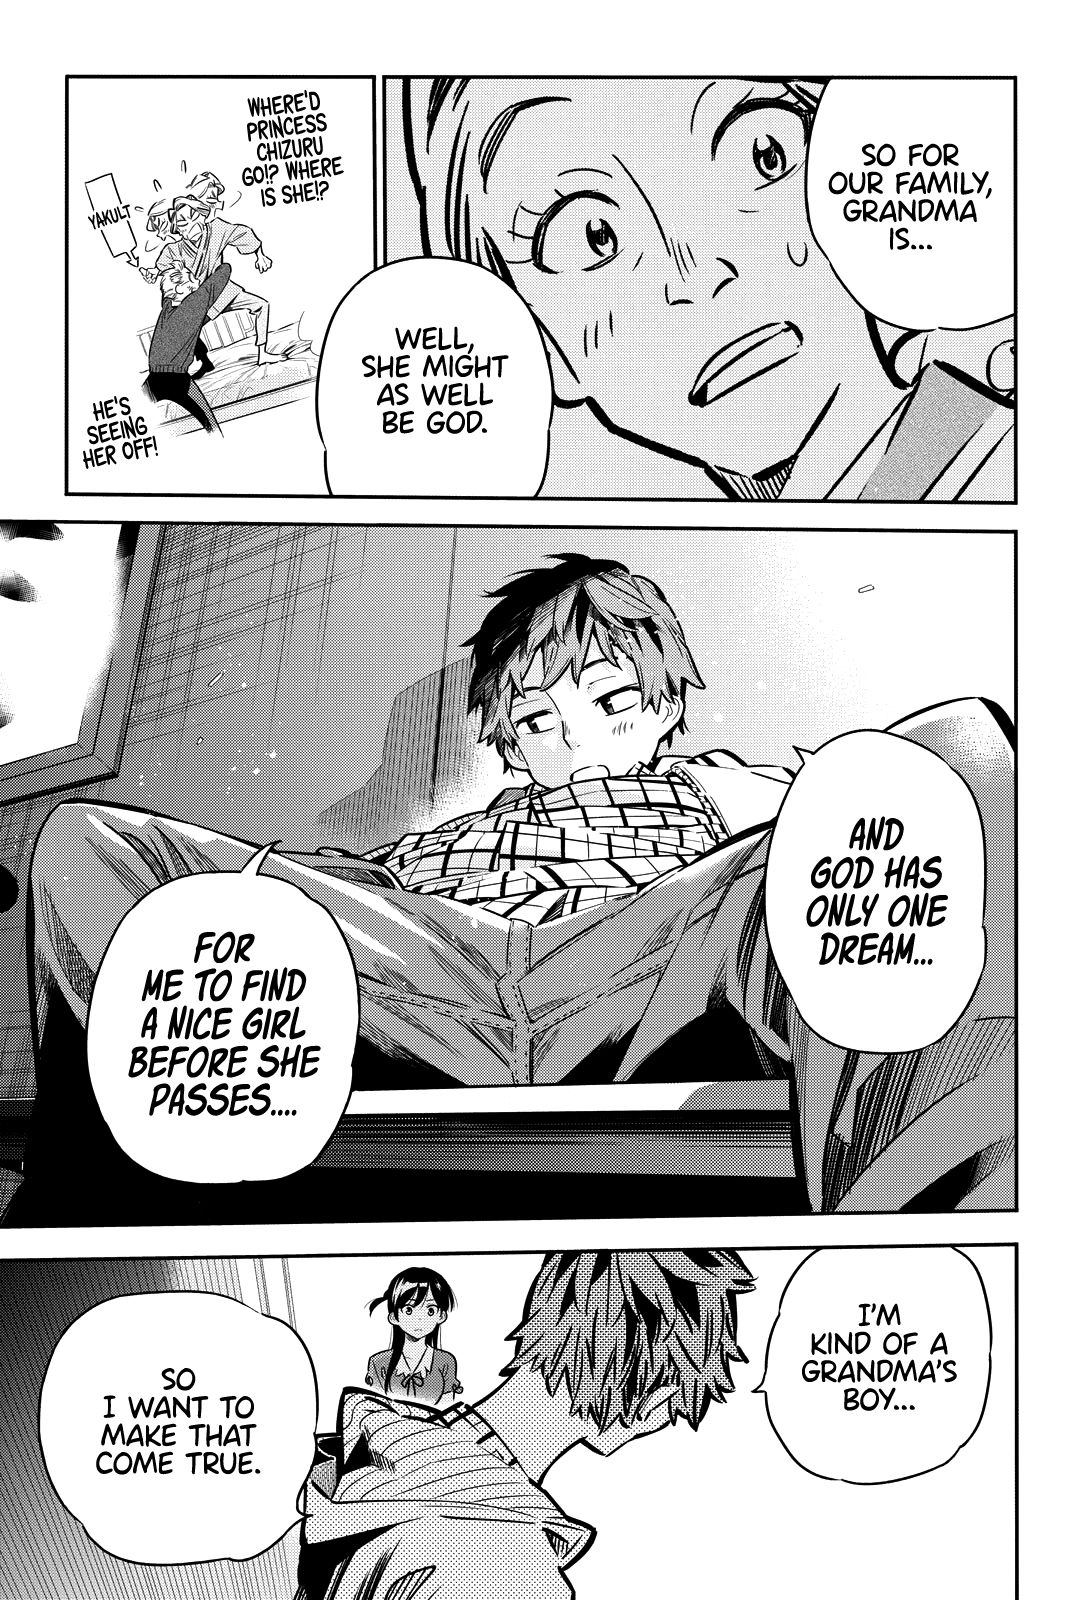 SO FOR
OUR FAMILY,
GRANDMA
IS...
WELL,
SHE MIGHT
AS WELL
BE GOD.
WHERE'D
PRINCESS
CHIZURU
GO!? WHERE
IS SHE!?
YAKULT
HE'S
SEEING
HER OFF!
AND
GOD HAS
ONLY ONE
DREAM...
FOR
ME TO FIND
A NICE GIRL
BEFORE SHE
PASSES....
I'M
KIND OF A
GRANDMA'S
BOY...
SO
I WANT TO
MAKE THAT
COME TRUE.